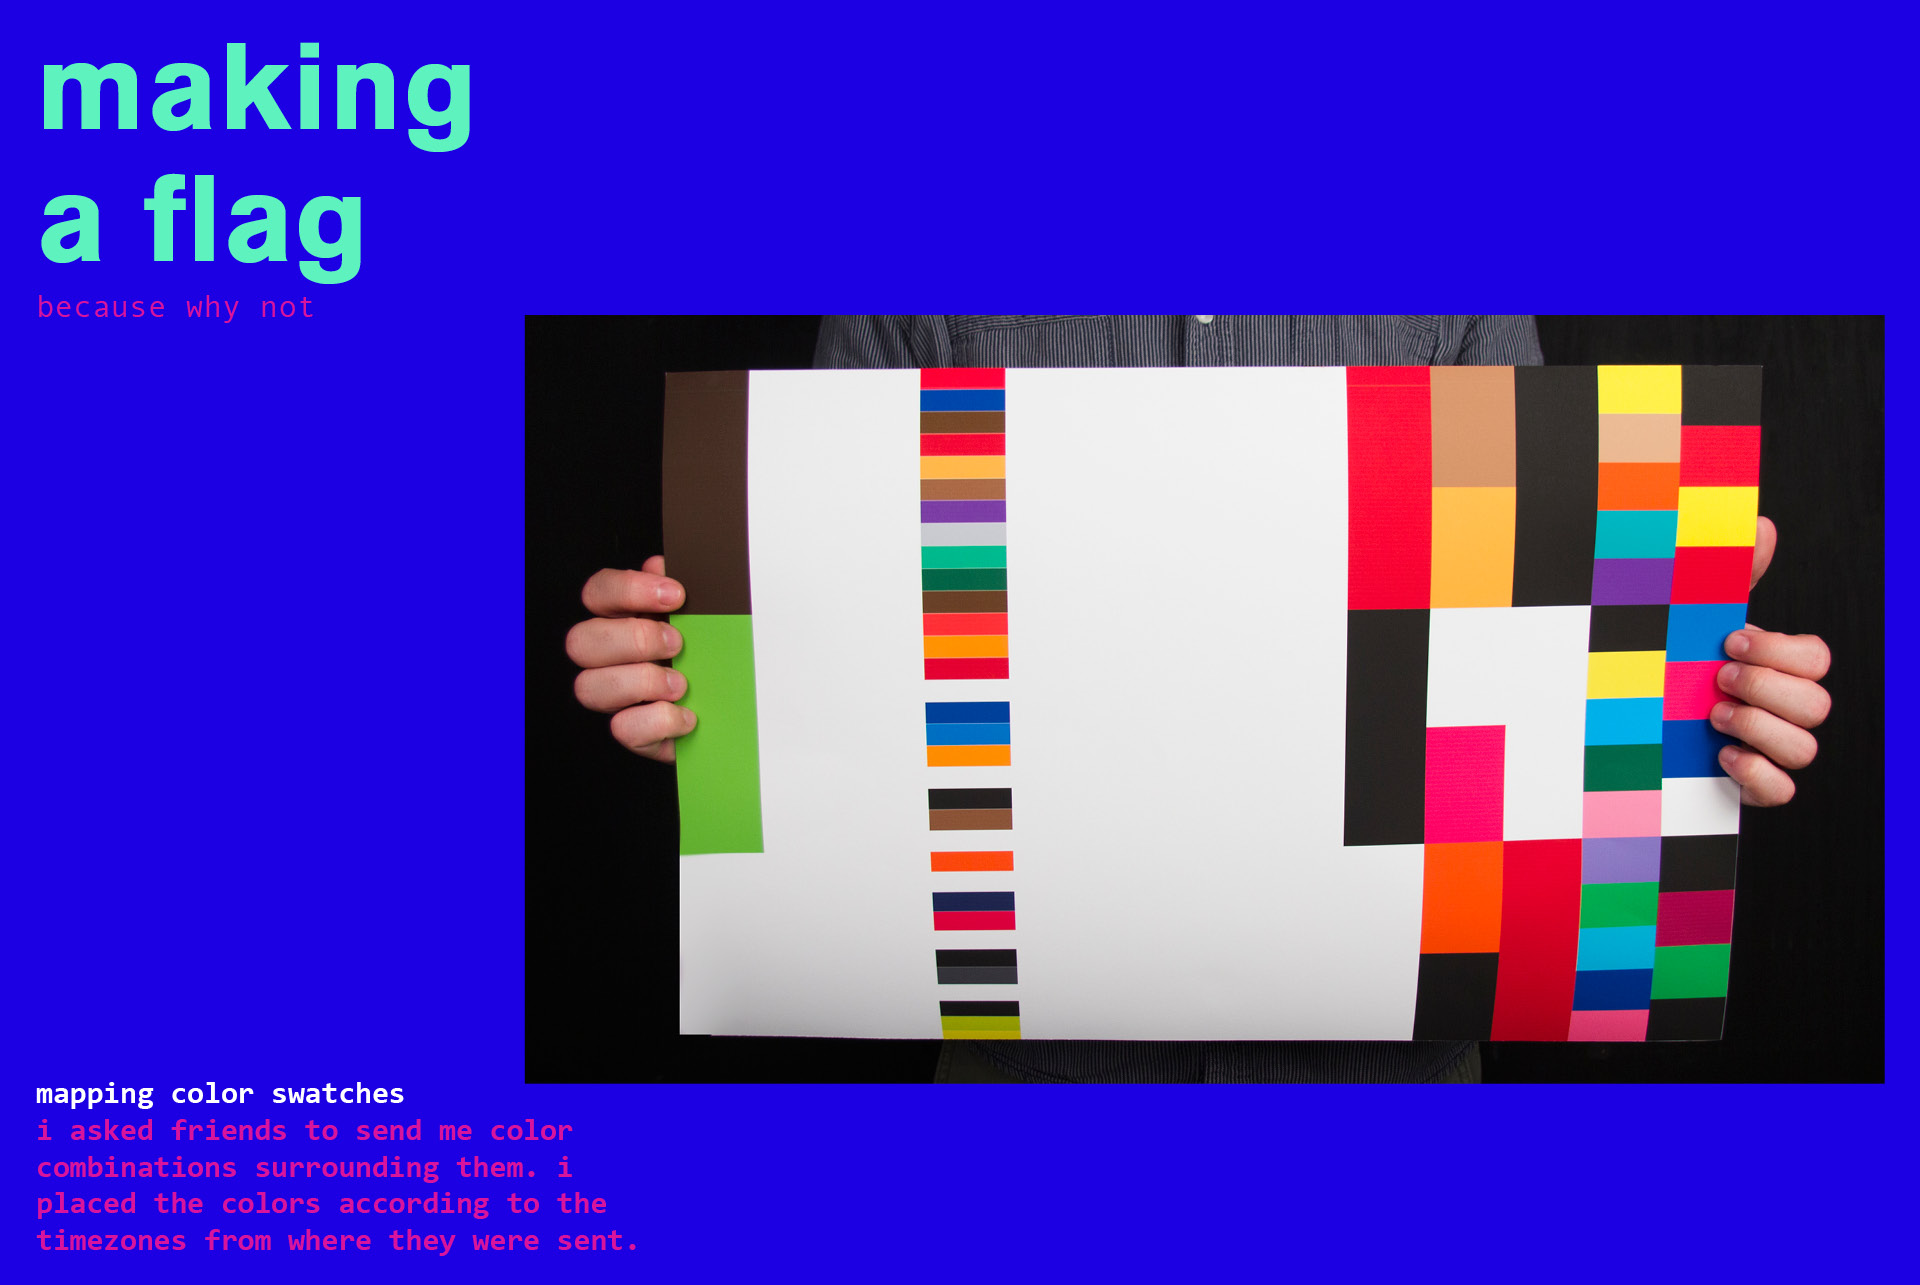 making
a flag
because why not
mapping color swatches
i asked friends to send me color
combinations surrounding them. i
placed the colors according to the
timezones from where they were sent.